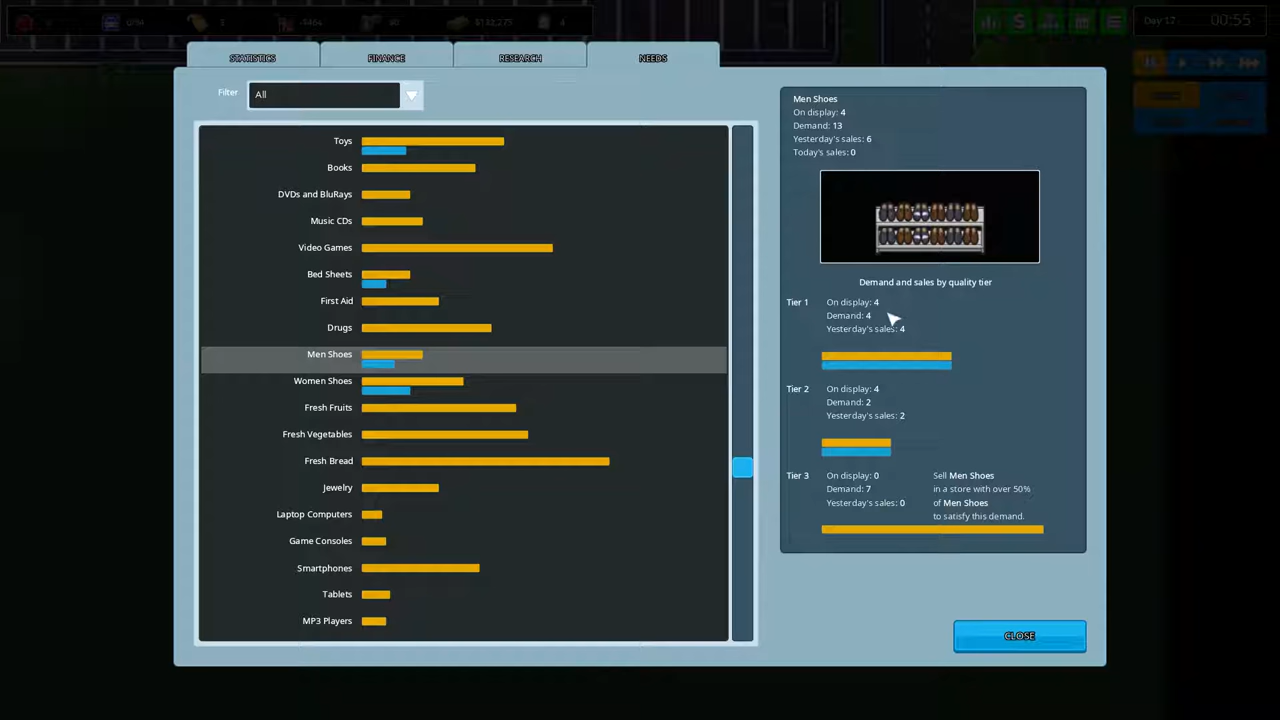 Day 17
00:55
STATISTICS
FINANCE
RESEARCH
NEEDS
Filter
All
Toys
Books
DVDs and BluRays
Music CDs
Video Games
Bed Sheets
First Aid
Drugs
Men Shoes
Women Shoes
Fresh Fruits
Fresh Vegetables
Fresh Bread
Jewelry
Laptop Computers
Game Consoles
Smartphones
Tablets
MP3 Players
Men Shoes
On display: 4
Demand: 13
Yesterday's sales: 6
Today's sales: 0
Demand and sales by quality tier
Tier 1
On display: 4
Demand: 4
Yesterday's sales: 4
Tier 2
On display: 4
Demand: 2
Yesterday's sales: 2
Tier 3
On display: 0
Demand: 7
Yesterday's sales: 0
Sell Men Shoes
in a store with over 50%
of Men Shoes
to satisfy this demand.
CLOSE